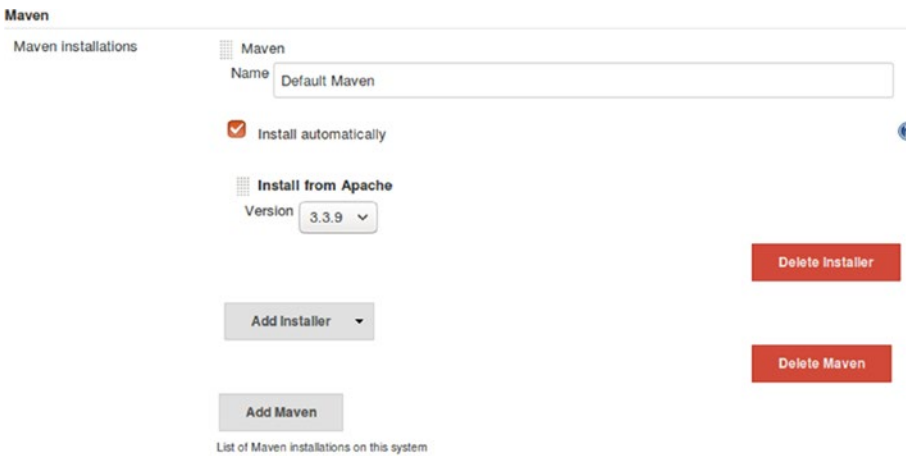 Maven
Maven installations
Maven
Name
Default Maven
Install automatically
Install from Apache
Version
3.3.9
Delete Installer
Add Installer
Delete Maven
Add Maven
List of Maven installations on this system